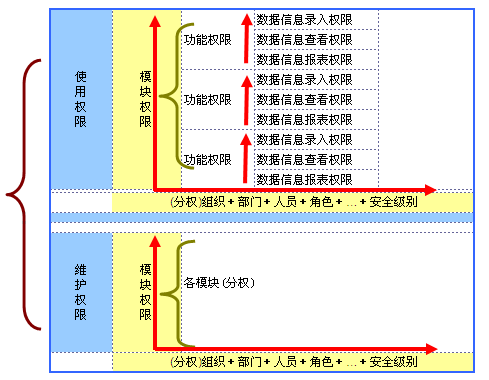 使用权限
模块权限
功能权限
数据信息录入权限
数据信息查看权限
数据信息报表权限
功能权限
数据信息录入权限
数据信息查看权限
数据信息报表权限
功能权限
数据信息录入权限
数据信息查看权限
数据信息报表权限
(分权)组织+部门+人员+角色+...+安全级别
维护权限
模块权限
各模块(分权)
(分权)组织+部门+人员+角色+...+安全级别